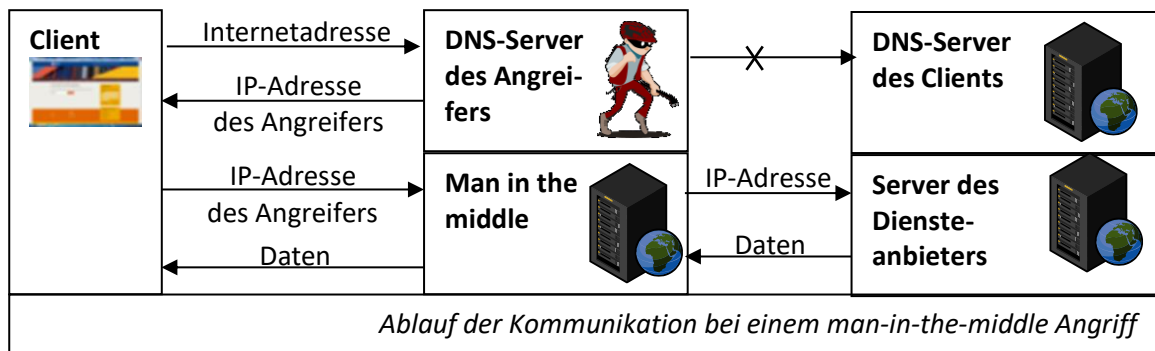 Client
Internetadresse
IP-Adresse
des Angreifers
IP-Adresse
des Angreifers
Daten
DNS-Server
des Angrei-
fers
Man in the
middle
IP-Adresse
Daten
DNS-Server
des Clients
Server des
Dienste-
anbieters
Ablauf der Kommunikation bei einem man-in-the-middle Angriff